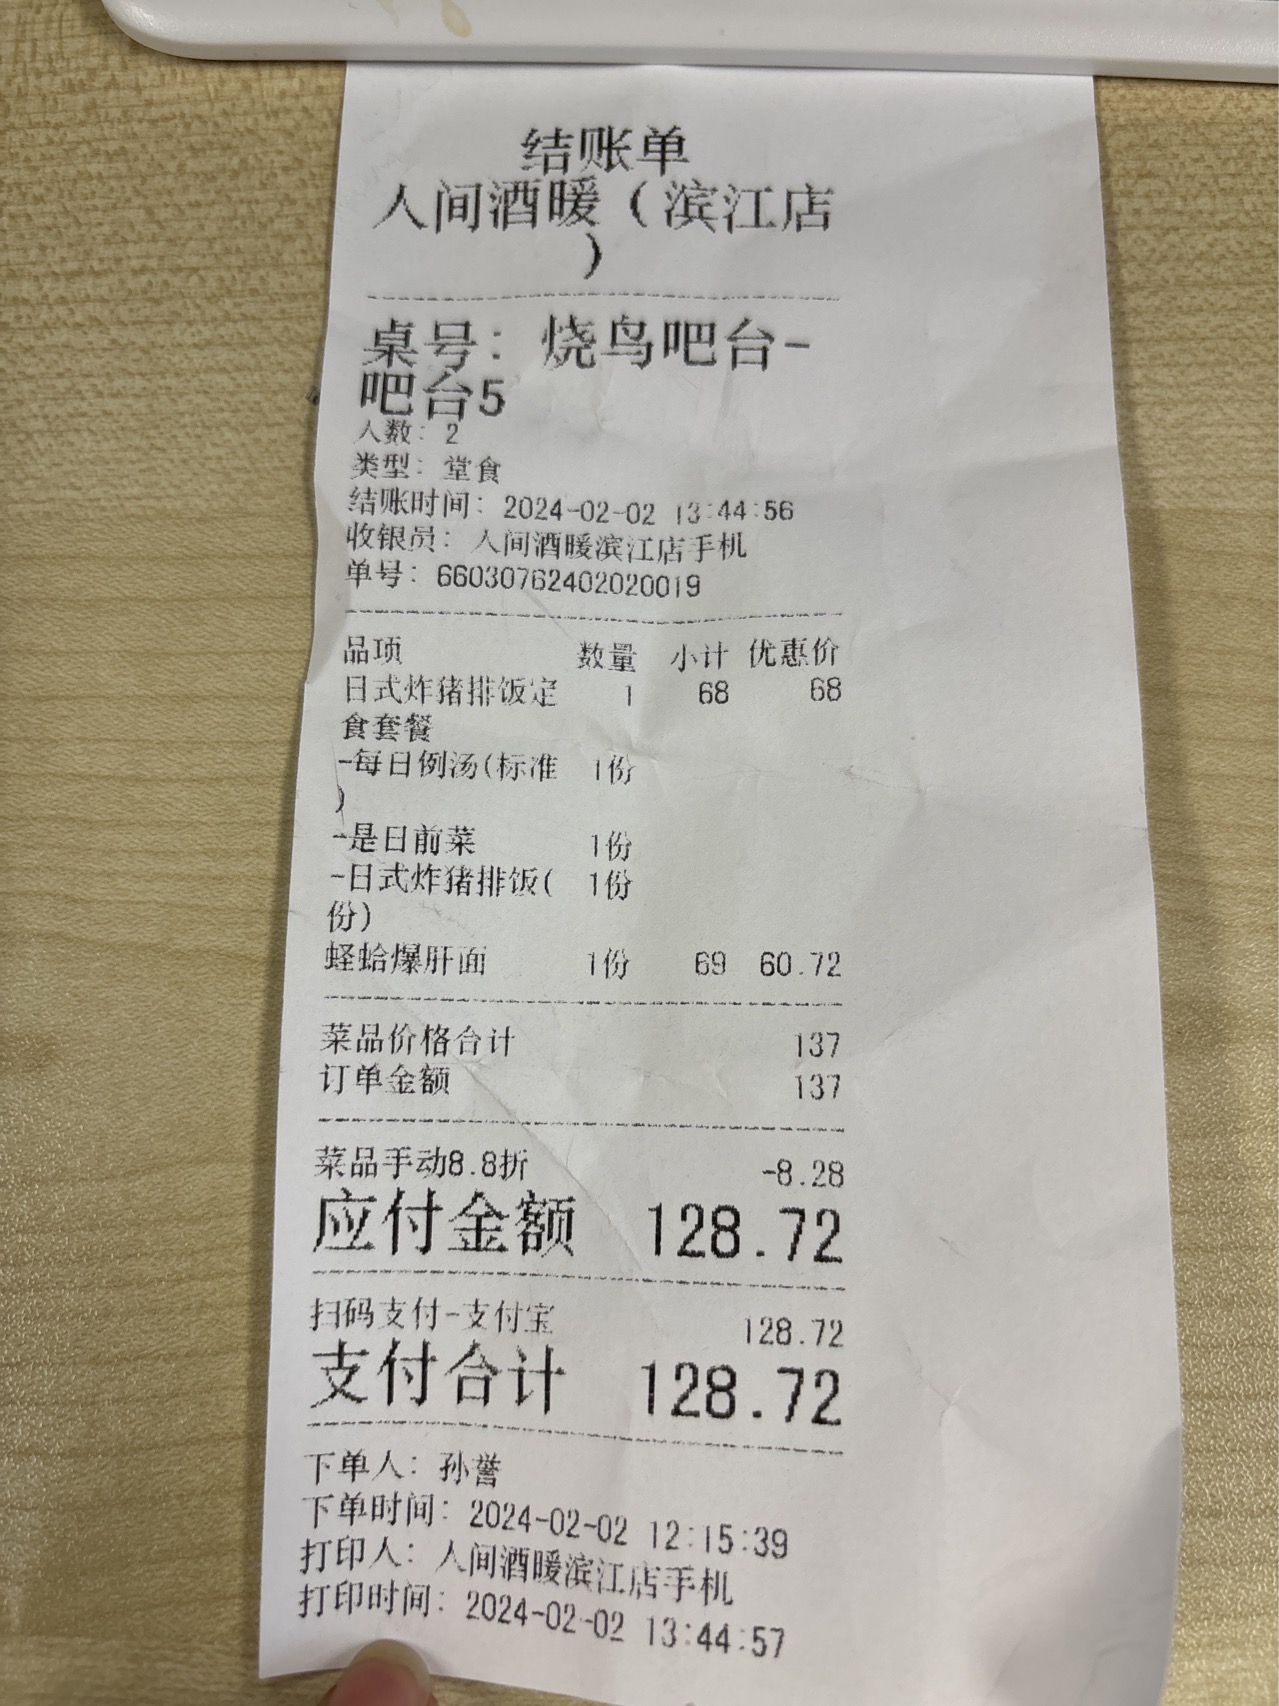 结账单
人间酒暖（滨江店
）
桌号：烧鸟吧台-
吧台5
人数：2
类型：堂食
结账时间：2024-02-02 13:44:56
收银员：人间酒暖滨江店手机
单号：66030762402020019
品项 数量 小计 优惠价
日式炸猪排饭定 1 68 68
食套餐
-每日例汤(标准 1份
)
-是日前菜 1份
-日式炸猪排饭( 1份
份)
蛏蛤爆肝面 1份 69 60.72
菜品价格合计 137
订单金额 137
菜品手动8.8折 -8.28
应付金额 128.72
扫码支付-支付宝 128.72
支付合计 128.72
下单人：孙誉
下单时间：2024-02-02 12:15:39
打印人：人间酒暖滨江店手机
打印时间：2024-02-02 13:44:57